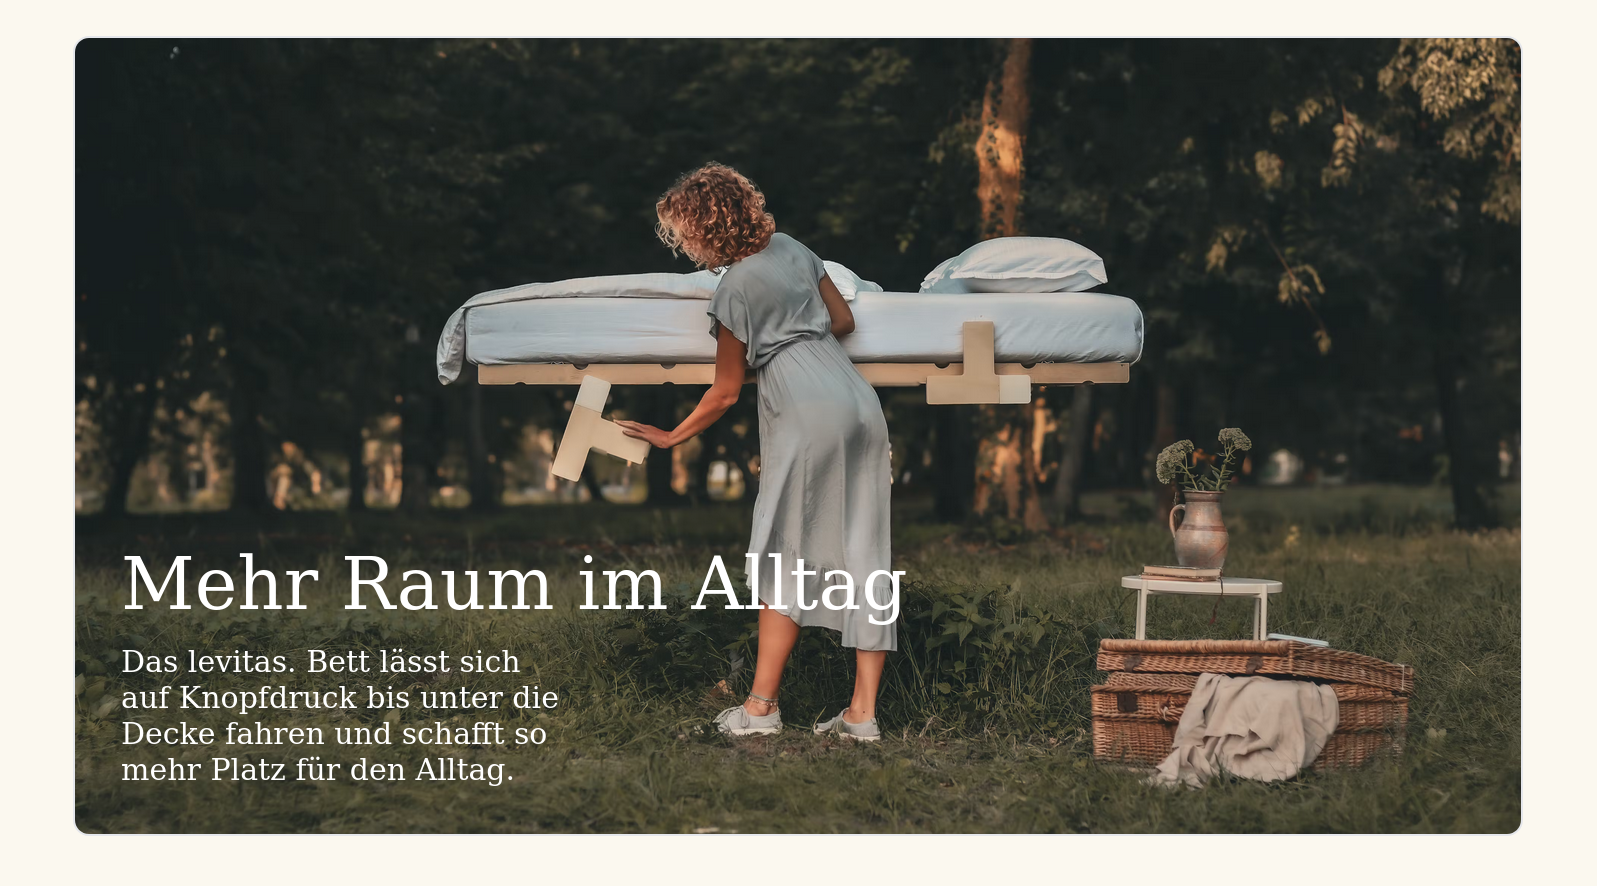 Mehr Raum im Alltag
Das levitas. Bett lässt sich
auf Knopfdruck bis unter die
Decke fahren und schafft so
mehr Platz für den Alltag.